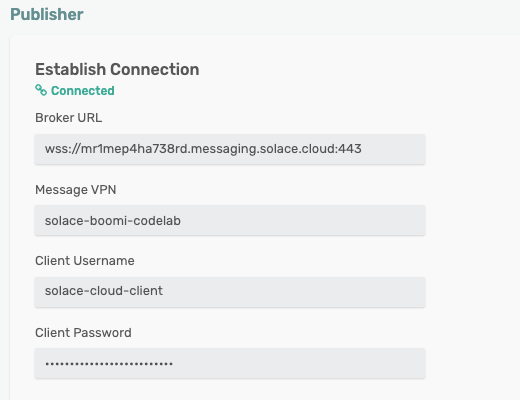 Publisher
Establish Connection
Connected
Broker URL
wss://mr1mep4ha738rd.messaging.solace.cloud:443
Message VPN
solace-boomi-codelab
Client Username
solace-cloud-client
Client Password
••••••••••••••••••••••••••